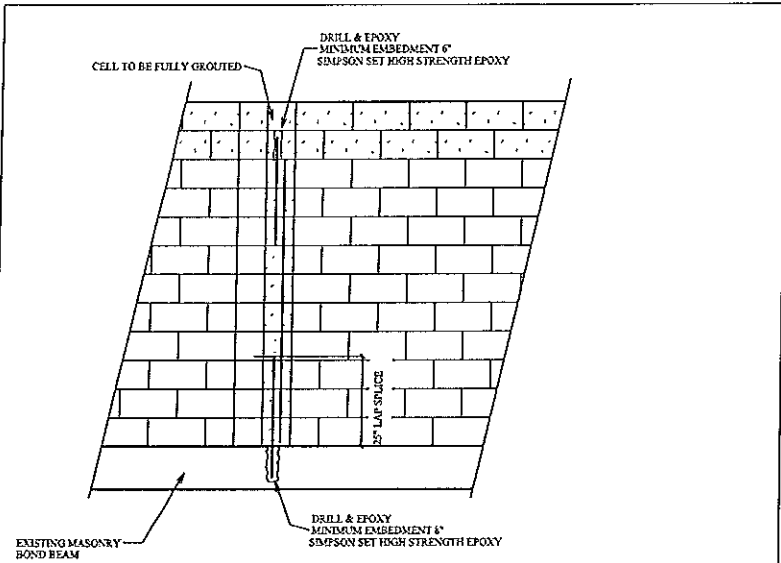 DRILL & EPOXY
MINIMUM EMBEDMENT 6"
SIMPSON SET HIGH STRENGTH EPOXY
CELL TO BE FULLY GROUTED
25" LAP SPLICE
DRILL & EPOXY
MINIMUM EMBEDMENT 6"
SIMPSON SET HIGH STRENGTH EPOXY
EXISTING MASONRY
BOND BEAM